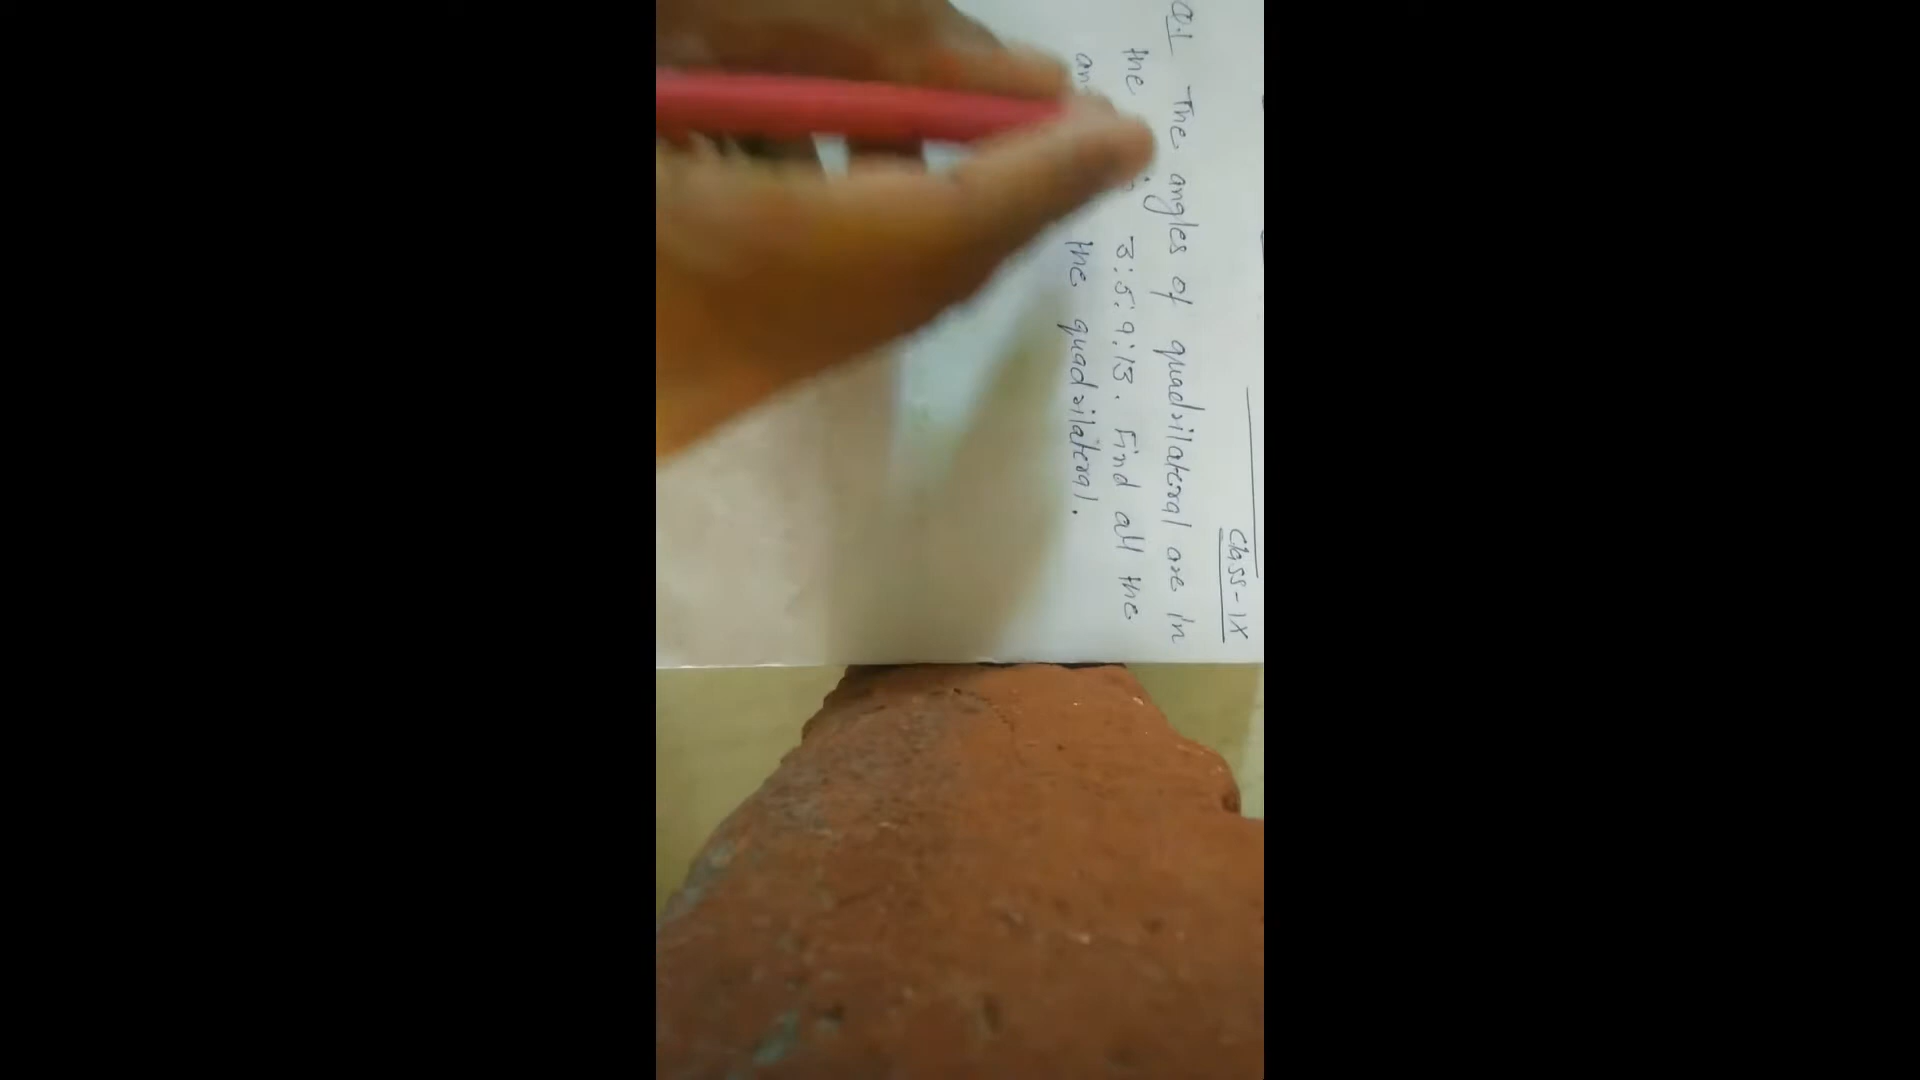 Class-IX
Q.1 The angles of quadrilateral are in
the 3:5:9:13. Find all the
the quadrilateral.